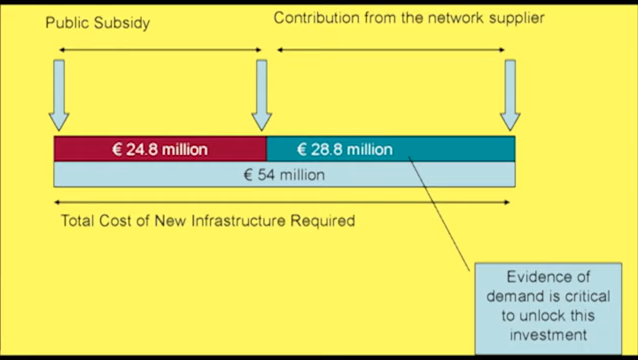 Public Subsidy
Contribution from the network supplier
€ 24.8 million
€ 28.8 million
€ 54 million
Total Cost of New Infrastructure Required
Evidence of
demand is critical
to unlock this
investment